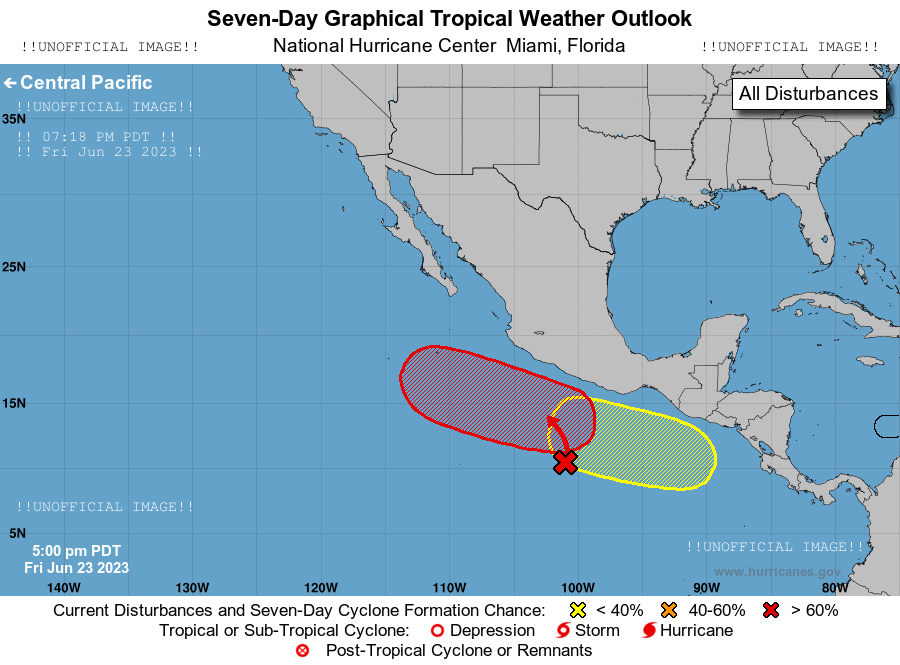 Seven-Day Graphical Tropical Weather Outlook
!!UNOFFICIAL IMAGE!!
National Hurricane Center Miami, Florida
!!UNOFFICIAL IMAGE!!
Central Pacific
All Disturbances
!!UNOFFICIAL IMAGE!!
35N
!! 07:18 PM PDT !!
!! Fri Jun 23 2023 !!
25N
15N
!!UNOFFICIAL IMAGE!!
5N
5:00 pm PDT
Fri Jun 23 2023
!!UNOFFICIAL IMAGE!!
www.hurricanes.gov
140W 130W 120W 110W 100W 90W 80W
Current Disturbances and Seven-Day Cyclone Formation Chance: < 40% 40-60% > 60%
Tropical or Sub-Tropical Cyclone: Depression Storm Hurricane
Post-Tropical Cyclone or Remnants